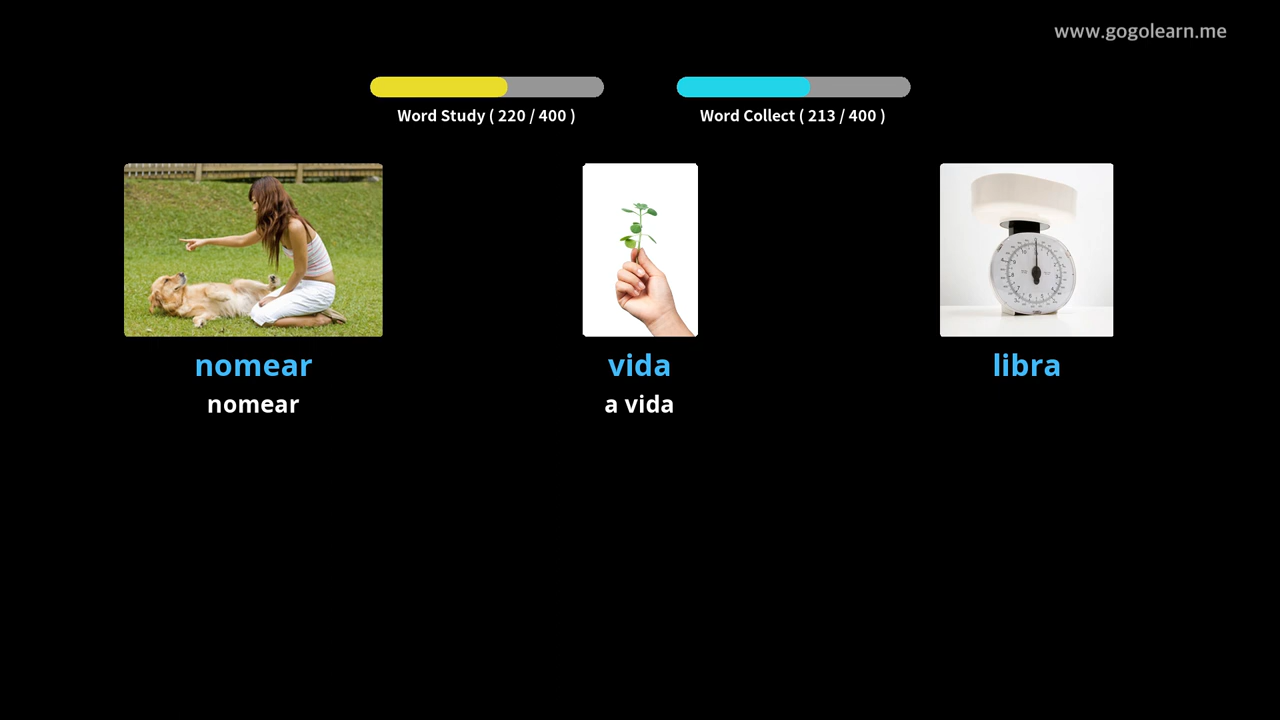 www.gogolearn.me
Word Study ( 220 / 400 )
Word Collect ( 213 / 400 )
nomear
vida
libra
nomear
a vida